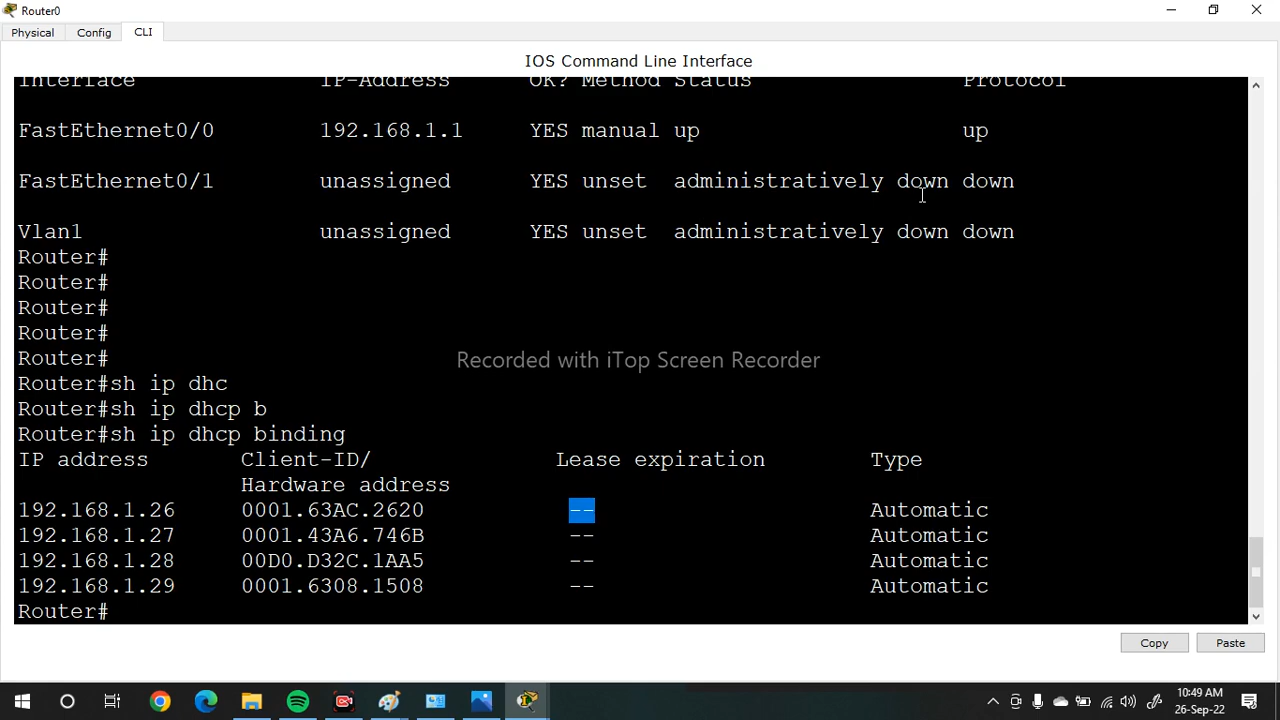 Router0
Physical Config CLI
IOS Command Line Interface
Interface IP-Address OK? Method Status Protocol
FastEthernet0/0 192.168.1.1 YES manual up up
FastEthernet0/1 unassigned YES unset administratively down down
Vlan1 unassigned YES unset administratively down down
Router#
Router#
Router#
Router#
Router#
Recorded with iTop Screen Recorder
Router#sh ip dhc
Router#sh ip dhcp b
Router#sh ip dhcp binding
IP address Client-ID/ Lease expiration Type
Hardware address
192.168.1.26 0001.63AC.2620 -- Automatic
192.168.1.27 0001.43A6.746B -- Automatic
192.168.1.28 00D0.D32C.1AA5 -- Automatic
192.168.1.29 0001.6308.1508 -- Automatic
Router#
Copy Paste
10:49 AM
26-Sep-22